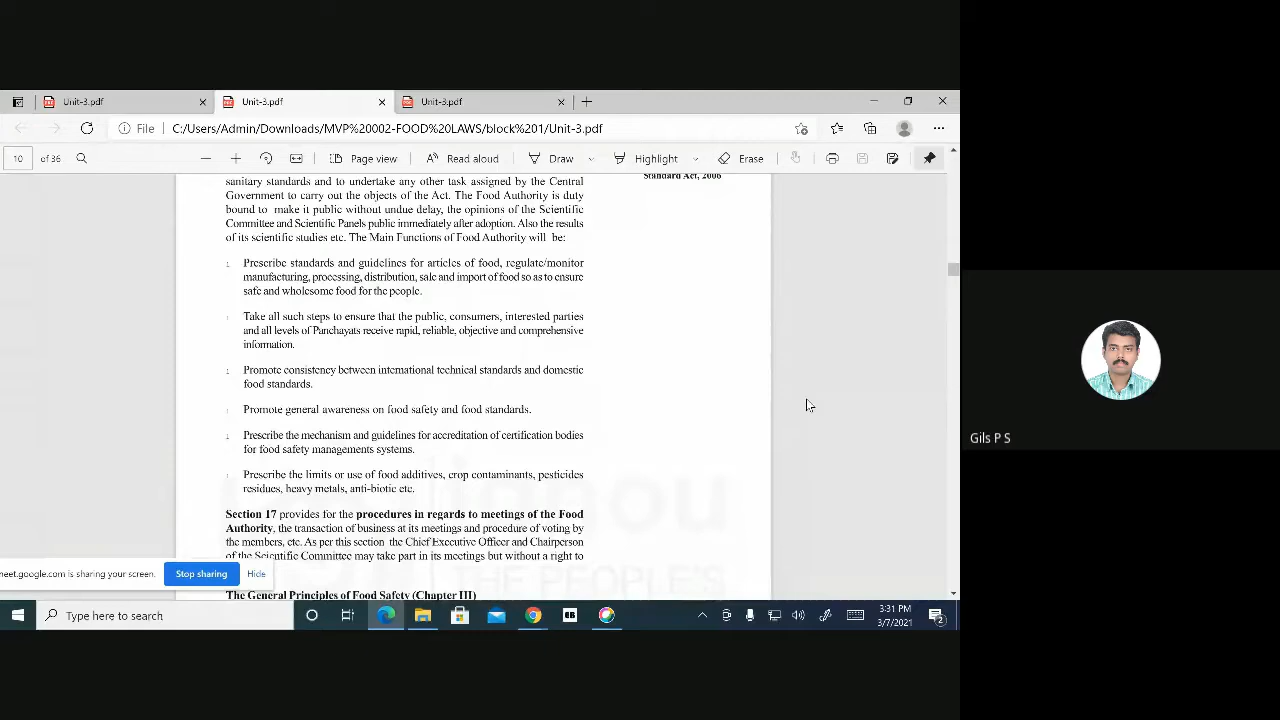 Unit-3.pdf
Unit-3.pdf
Unit-3.pdf
File C:/Users/Admin/Downloads/MVP%20002-FOOD%20LAWS/block%201/Unit-3.pdf
10 of 36 Page view Read aloud Draw Highlight Erase
Standard Act, 2006
sanitary standards and to undertake any other task assigned by the Central
Government to carry out the objects of the Act. The Food Authority is duty
bound to make it public without undue delay, the opinions of the Scientific
Committee and Scientific Panels public immediately after adoption. Also the results
of its scientific studies etc. The Main Functions of Food Authority will be:
Prescribe standards and guidelines for articles of food, regulate/monitor
manufacturing, processing, distribution, sale and import of food so as to ensure
safe and wholesome food for the people.
Take all such steps to ensure that the public, consumers, interested parties
and all levels of Panchayats receive rapid, reliable, objective and comprehensive
information.
Promote consistency between international technical standards and domestic
food standards.
Promote general awareness on food safety and food standards.
Prescribe the mechanism and guidelines for accreditation of certification bodies
for food safety managements systems.
Prescribe the limits or use of food additives, crop contaminants, pesticides
residues, heavy metals, anti-biotic etc.
Section 17 provides for the procedures in regards to meetings of the Food
Authority, the transaction of business at its meetings and procedure of voting by
the members, etc. As per this section the Chief Executive Officer and Chairperson
of the Scientific Committee may take part in its meetings but without a right to
The General Principles of Food Safety (Chapter III)
ignou
THE PEOPLE'S
meet.google.com is sharing your screen. Stop sharing Hide
Type here to search
3:31 PM
3/7/2021
2
Gils P S